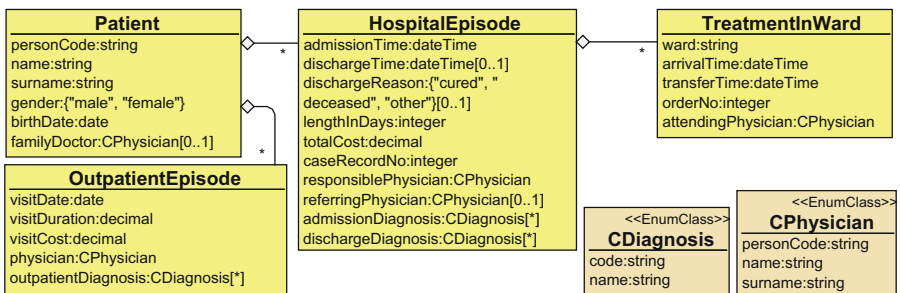 Patient
personCode:string
name:string
surname:string
gender:{"male", "female"}
birthDate:date
familyDoctor:CPhysician[0..1]
*
*
OutpatientEpisode
visitDate:date
visitDuration:decimal
visitCost:decimal
physician:CPhysician
outpatientDiagnosis:CDiagnosis[*]
HospitalEpisode
admissionTime:dateTime
dischargeTime:dateTime[0..1]
dischargeReason:{"cured", "
deceased", "other"}[0..1]
lengthInDays:integer
totalCost:decimal
caseRecordNo:integer
responsiblePhysician:CPhysician
referringPhysician:CPhysician[0..1]
admissionDiagnosis:CDiagnosis[*]
dischargeDiagnosis:CDiagnosis[*]
*
TreatmentInWard
ward:string
arrivalTime:dateTime
transferTime:dateTime
orderNo:integer
attendingPhysician:CPhysician
<<EnumClass>>
CDiagnosis
code:string
name:string
<<EnumClass>>
CPhysician
personCode:string
name:string
surname:string